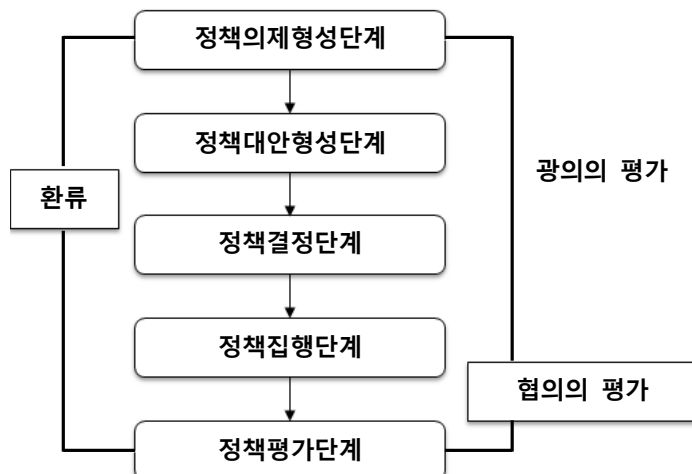 정책의제형성단계
정책대안형성단계
광의의 평가
환류
정책결정단계
정책집행단계
협의의 평가
정책평가단계